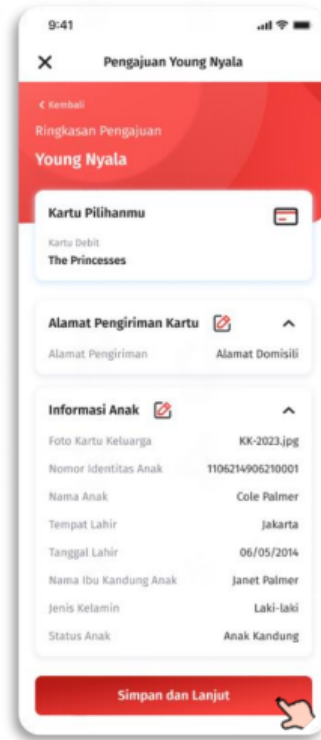 9:41
Pengajuan Young Nyala
Kembali
Ringkasan Pengajuan
Young Nyala
Kartu Pilihanmu
Kartu Debit
The Princesses
Alamat Pengiriman Kartu
Alamat Pengiriman Alamat Domisili
Informasi Anak
Foto Kartu Keluarga KK-2023.jpg
Nomor Identitas Anak 1106214906210001
Nama Anak Cole Palmer
Tempat Lahir Jakarta
Tanggal Lahir 06/05/2014
Nama Ibu Kandung Anak Janet Palmer
Jenis Kelamin Laki-laki
Status Anak Anak Kandung
Simpan dan Lanjut